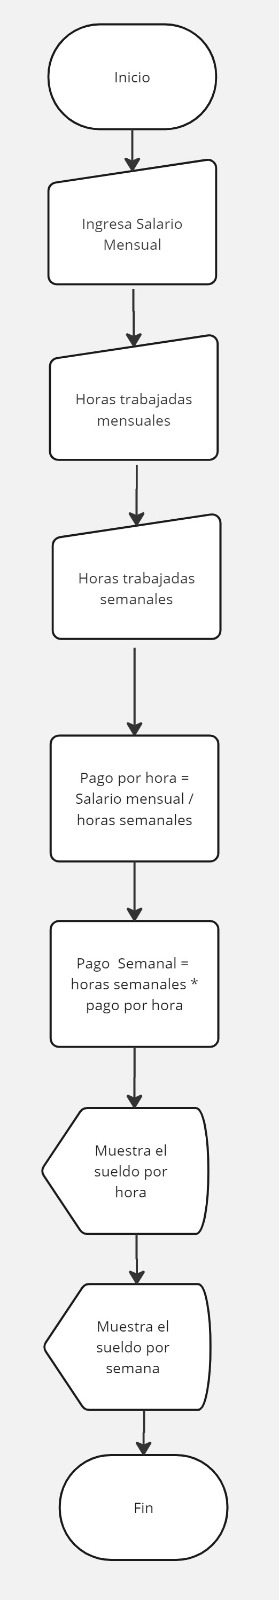 Inicio
Ingresa Salario
Mensual
Horas trabajadas
mensuales
Horas trabajadas
semanales
Pago por hora =
Salario mensual /
horas semanales
Pago  Semanal =
horas semanales *
pago por hora
Muestra el
sueldo por
hora
Muestra el
sueldo por
semana
Fin